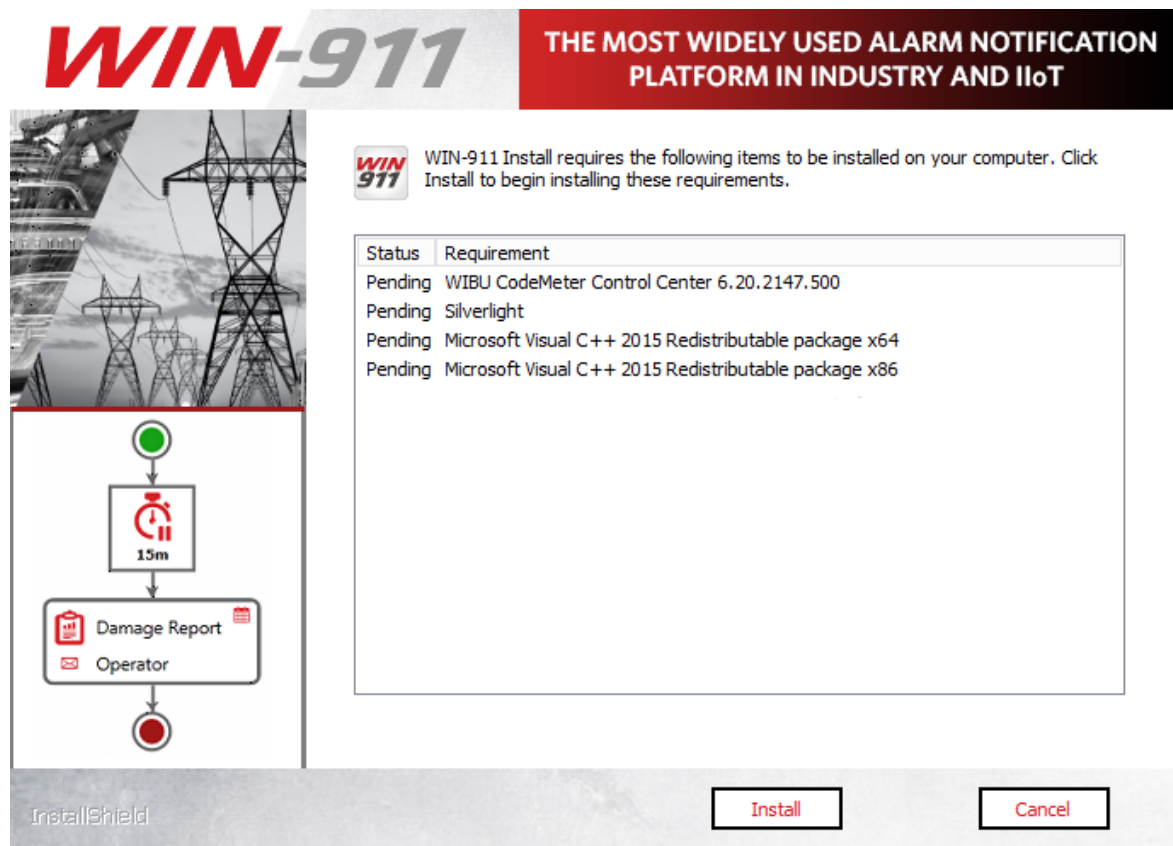 WIN-911
THE MOST WIDELY USED ALARM NOTIFICATION
PLATFORM IN INDUSTRY AND IIoT
WIN
911
WIN-911 Install requires the following items to be installed on your computer. Click
Install to begin installing these requirements.
Status Requirement
Pending WIBU CodeMeter Control Center 6.20.2147.500
Pending Silverlight
Pending Microsoft Visual C++ 2015 Redistributable package x64
Pending Microsoft Visual C++ 2015 Redistributable package x86
15m
Damage Report
Operator
InstallShield
Install
Cancel